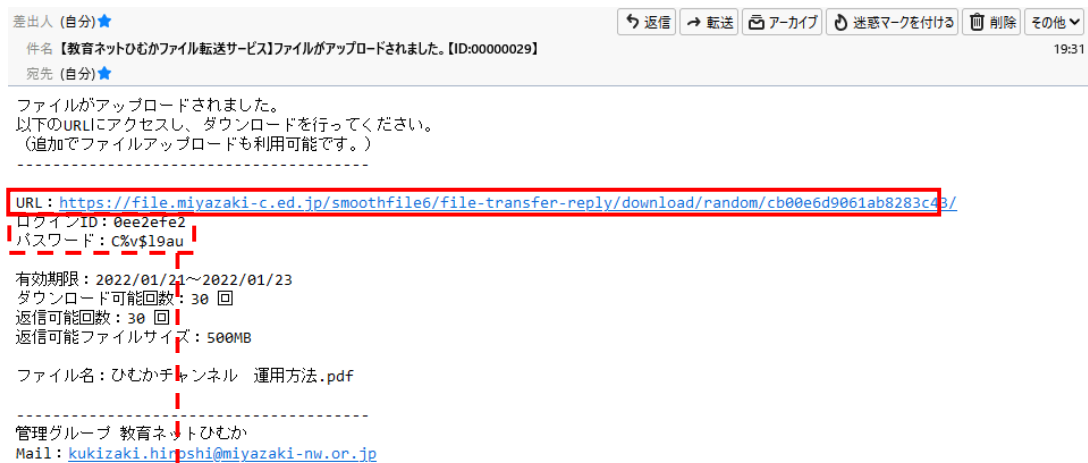 差出人 (自分)★ 返信 転送 アーカイブ 迷惑マークを付ける 削除 その他
件名 【教育ネットひむかファイル転送サービス】ファイルがアップロードされました。【ID:00000029】 19:31
宛先 (自分)★
ファイルがアップロードされました。
以下のURLにアクセスし、ダウンロードを行ってください。
（追加でファイルアップロードも利用可能です。）
--------------------------------------
URL：https://file.miyazaki-c.ed.jp/smoothfile6/file-transfer-reply/download/random/cb00e6d9061ab8283c43/
ログインID：0ee2efe2
パスワード：C%v$l9au
有効期限：2022/01/21～2022/01/23
ダウンロード可能回数：30 回
返信可能回数：30 回
返信可能ファイルサイズ：500MB
ファイル名：ひむかチャンネル　運用方法.pdf
--------------------------------------
管理グループ 教育ネットひむか
Mail：kukizaki.hiroshi@miyazaki-nw.or.jp